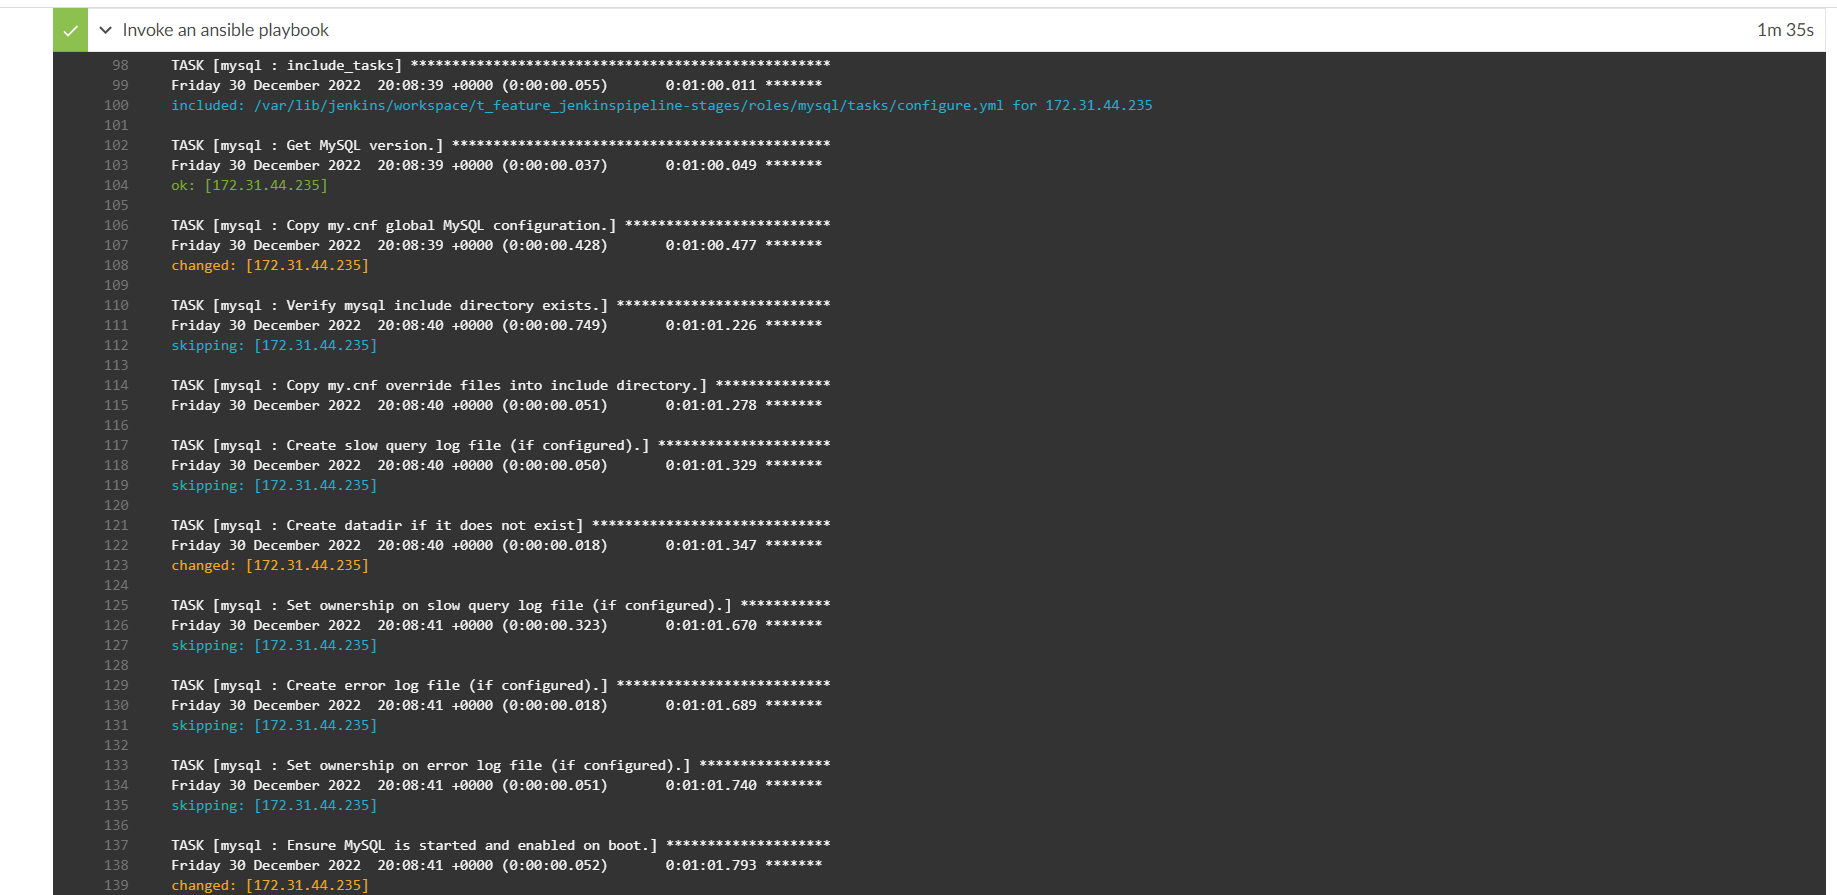 Invoke an ansible playbook 1m 35s
98 TASK [mysql : include_tasks] ***************************************************
99 Friday 30 December 2022  20:08:39 +0000 (0:00:00.055)       0:01:00.011 *******
100 included: /var/lib/jenkins/workspace/t_feature_jenkinspipeline-stages/roles/mysql/tasks/configure.yml for 172.31.44.235
101
102 TASK [mysql : Get MySQL version.] **********************************************
103 Friday 30 December 2022  20:08:39 +0000 (0:00:00.037)       0:01:00.049 *******
104 ok: [172.31.44.235]
105
106 TASK [mysql : Copy my.cnf global MySQL configuration.] *************************
107 Friday 30 December 2022  20:08:39 +0000 (0:00:00.428)       0:01:00.477 *******
108 changed: [172.31.44.235]
109
110 TASK [mysql : Verify mysql include directory exists.] **************************
111 Friday 30 December 2022  20:08:40 +0000 (0:00:00.749)       0:01:01.226 *******
112 skipping: [172.31.44.235]
113
114 TASK [mysql : Copy my.cnf override files into include directory.] **************
115 Friday 30 December 2022  20:08:40 +0000 (0:00:00.051)       0:01:01.278 *******
116
117 TASK [mysql : Create slow query log file (if configured).] *********************
118 Friday 30 December 2022  20:08:40 +0000 (0:00:00.050)       0:01:01.329 *******
119 skipping: [172.31.44.235]
120
121 TASK [mysql : Create datadir if it does not exist] *****************************
122 Friday 30 December 2022  20:08:40 +0000 (0:00:00.018)       0:01:01.347 *******
123 changed: [172.31.44.235]
124
125 TASK [mysql : Set ownership on slow query log file (if configured).] ***********
126 Friday 30 December 2022  20:08:41 +0000 (0:00:00.323)       0:01:01.670 *******
127 skipping: [172.31.44.235]
128
129 TASK [mysql : Create error log file (if configured).] **************************
130 Friday 30 December 2022  20:08:41 +0000 (0:00:00.018)       0:01:01.689 *******
131 skipping: [172.31.44.235]
132
133 TASK [mysql : Set ownership on error log file (if configured).] ****************
134 Friday 30 December 2022  20:08:41 +0000 (0:00:00.051)       0:01:01.740 *******
135 skipping: [172.31.44.235]
136
137 TASK [mysql : Ensure MySQL is started and enabled on boot.] ********************
138 Friday 30 December 2022  20:08:41 +0000 (0:00:00.052)       0:01:01.793 *******
139 changed: [172.31.44.235]